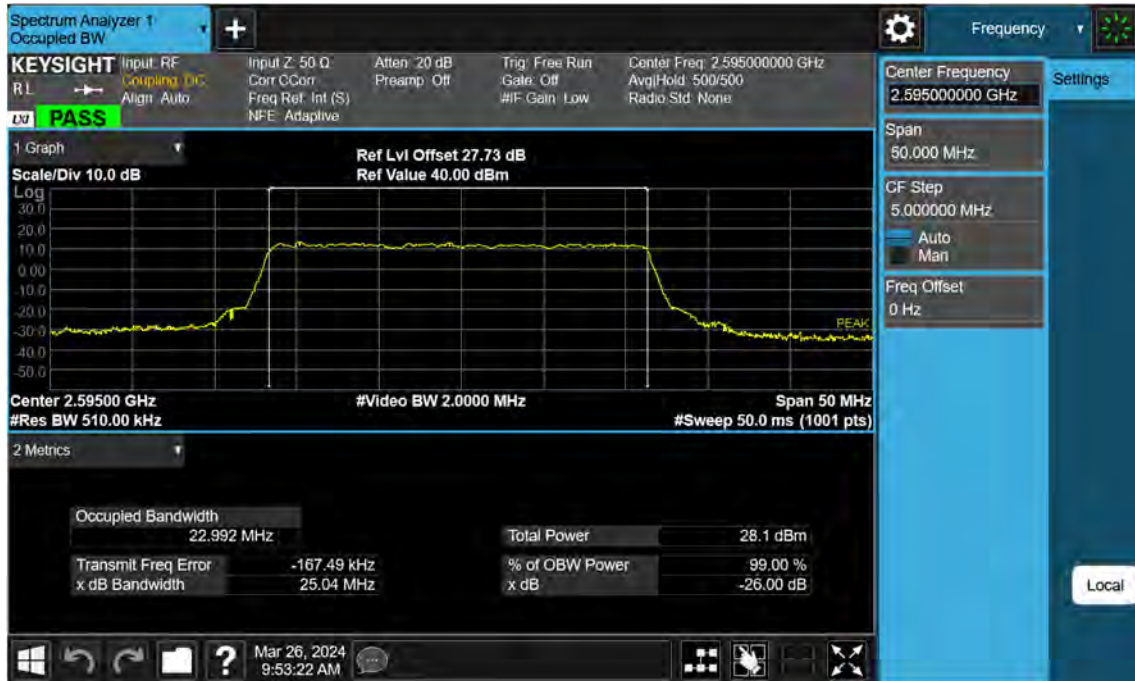 Spectrum Analyzer 1
Occupied BW
+
Frequency
KEYSIGHT
RL
LXI
PASS
Input: RF
Coupling: DC
Align: Auto
Input Z: 50 Ω
Corr CCorr
Freq Ref: Int (S)
NFE: Adaptive
Atten: 20 dB
Preamp: Off
Trig: Free Run
Gate: Off
#IF Gain: Low
Center Freq: 2.595000000 GHz
Avg|Hold: 500/500
Radio Std: None
1 Graph
Scale/Div 10.0 dB
Ref Lvl Offset 27.73 dB
Ref Value 40.00 dBm
Log
30.0
20.0
10.0
0.00
-10.0
-20.0
-30.0
-40.0
-50.0
PEAK
Center 2.59500 GHz
#Video BW 2.0000 MHz
Span 50 MHz
#Res BW 510.00 kHz
#Sweep 50.0 ms (1001 pts)
2 Metrics
Occupied Bandwidth
22.992 MHz
Total Power 28.1 dBm
Transmit Freq Error -167.49 kHz
% of OBW Power 99.00 %
x dB Bandwidth 25.04 MHz
x dB -26.00 dB
?
Mar 26, 2024
9:53:22 AM
Center Frequency
2.595000000 GHz
Settings
Span
50.000 MHz
CF Step
5.000000 MHz
Auto
Man
Freq Offset
0 Hz
Local